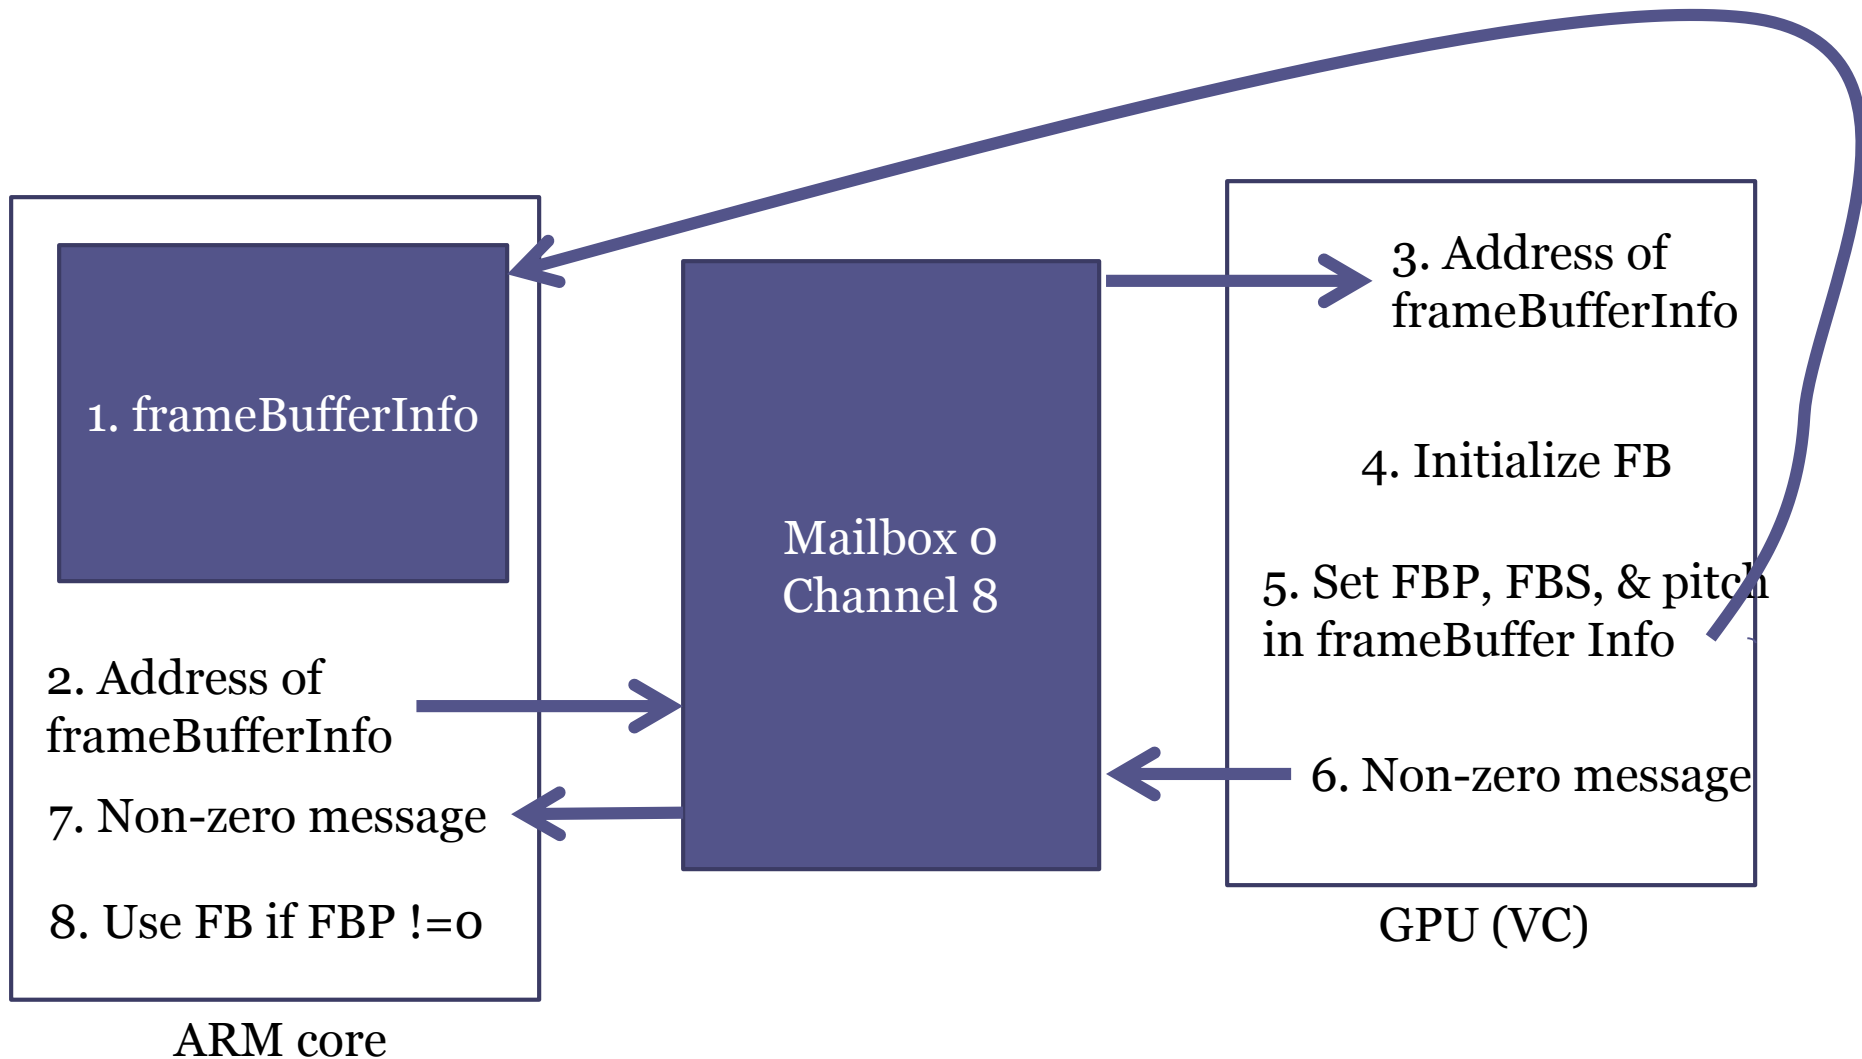 1. frameBufferInfo
2. Address of
frameBufferInfo
7. Non-zero message
8. Use FB if FBP !=0
ARM core
Mailbox 0
Channel 8
3. Address of
frameBufferInfo
4. Initialize FB
5. Set FBP, FBS, & pitch
in frameBuffer Info
6. Non-zero message
GPU (VC)